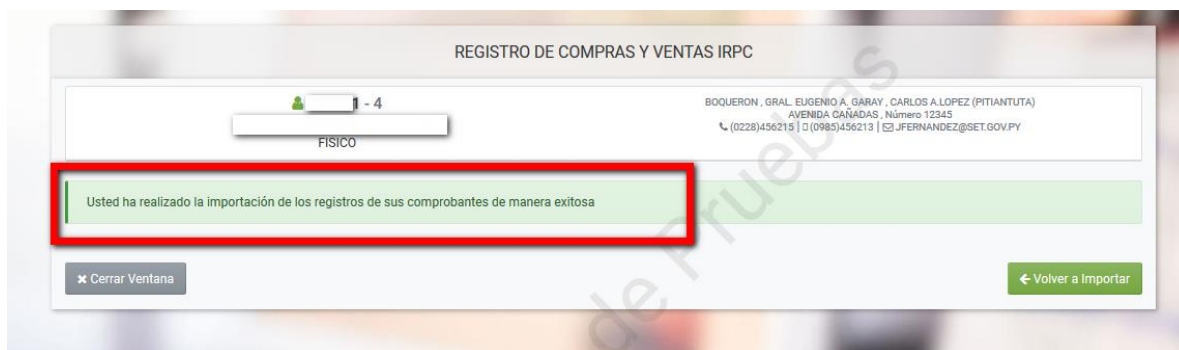 REGISTRO DE COMPRAS Y VENTAS IRPC
1 - 4
FISICO
BOQUERON , GRAL. EUGENIO A. GARAY , CARLOS A.LOPEZ (PITIANTUTA)
AVENIDA CAÑADAS , Número 12345
(0228)456215 | (0985)456213 | JFERNANDEZ@SET.GOV.PY
Usted ha realizado la importación de los registros de sus comprobantes de manera exitosa
Cerrar Ventana
Volver a Importar
de Pruebas